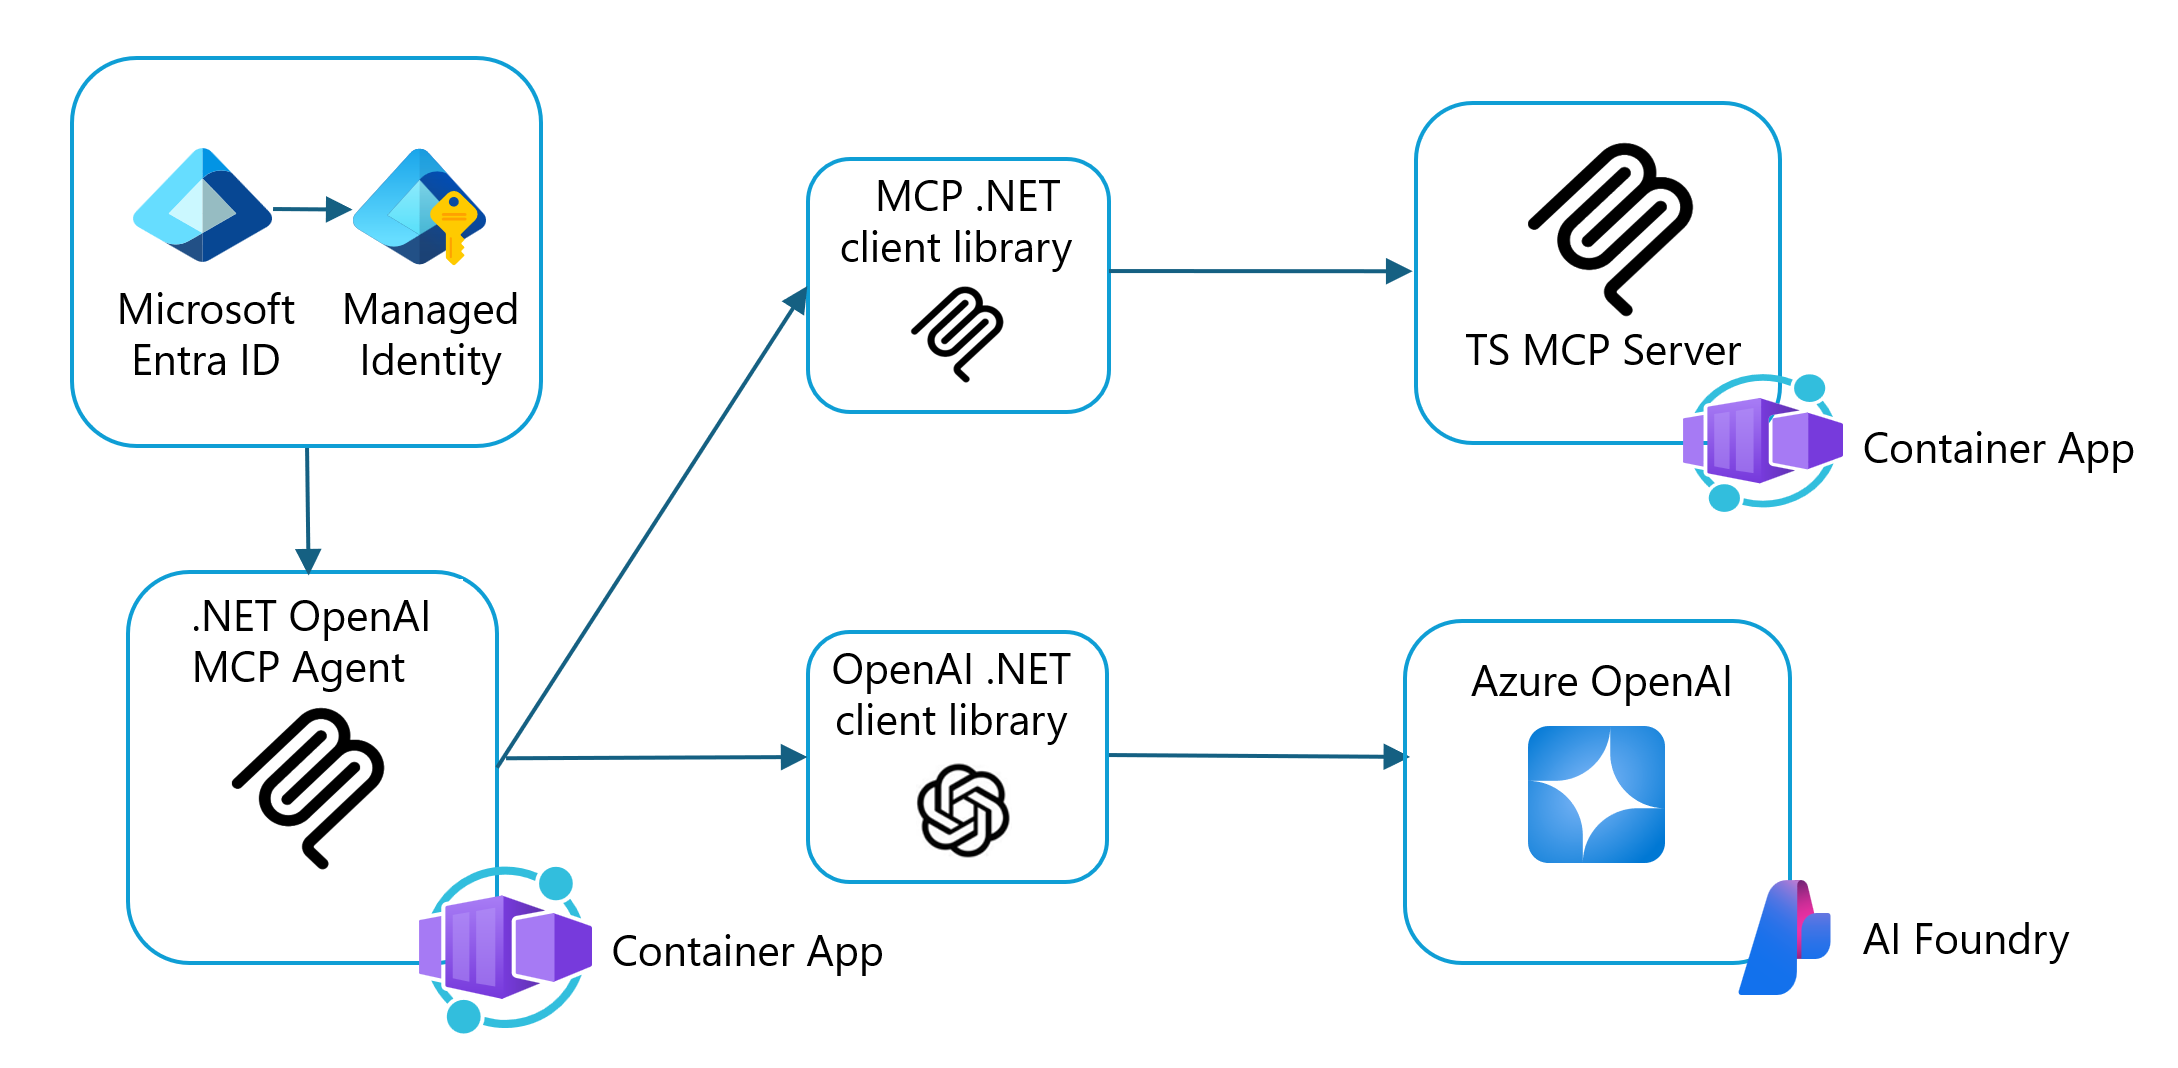 Microsoft
Entra ID
Managed
Identity
MCP .NET
client library
TS MCP Server
Container App
.NET OpenAI
MCP Agent
Container App
OpenAI .NET
client library
Azure OpenAI
AI Foundry